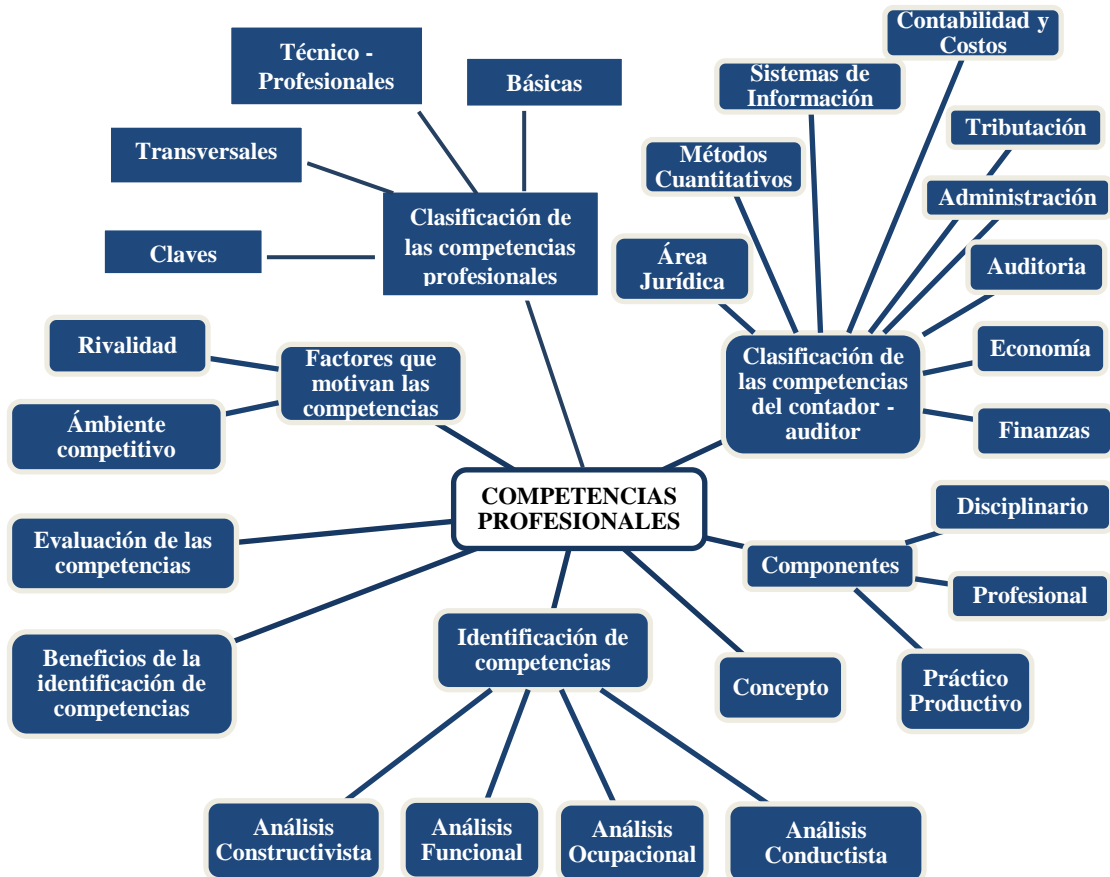 Contabilidad y
Costos
Técnico -
Profesionales
Básicas
Sistemas de
Información
Tributación
Transversales
Métodos
Cuantitativos
Administración
Clasificación de
las competencias
profesionales
Claves
Área
Jurídica
Auditoria
Rivalidad
Factores que
motivan las
competencias
Clasificación de
las competencias
del contador -
auditor
Economía
Ámbiente
competitivo
Finanzas
COMPETENCIAS
PROFESIONALES
Disciplinario
Evaluación de las
competencias
Componentes
Profesional
Identificación de
competencias
Beneficios de la
identificación de
competencias
Concepto
Práctico
Productivo
Análisis
Constructivista
Análisis
Funcional
Análisis
Ocupacional
Análisis
Conductista